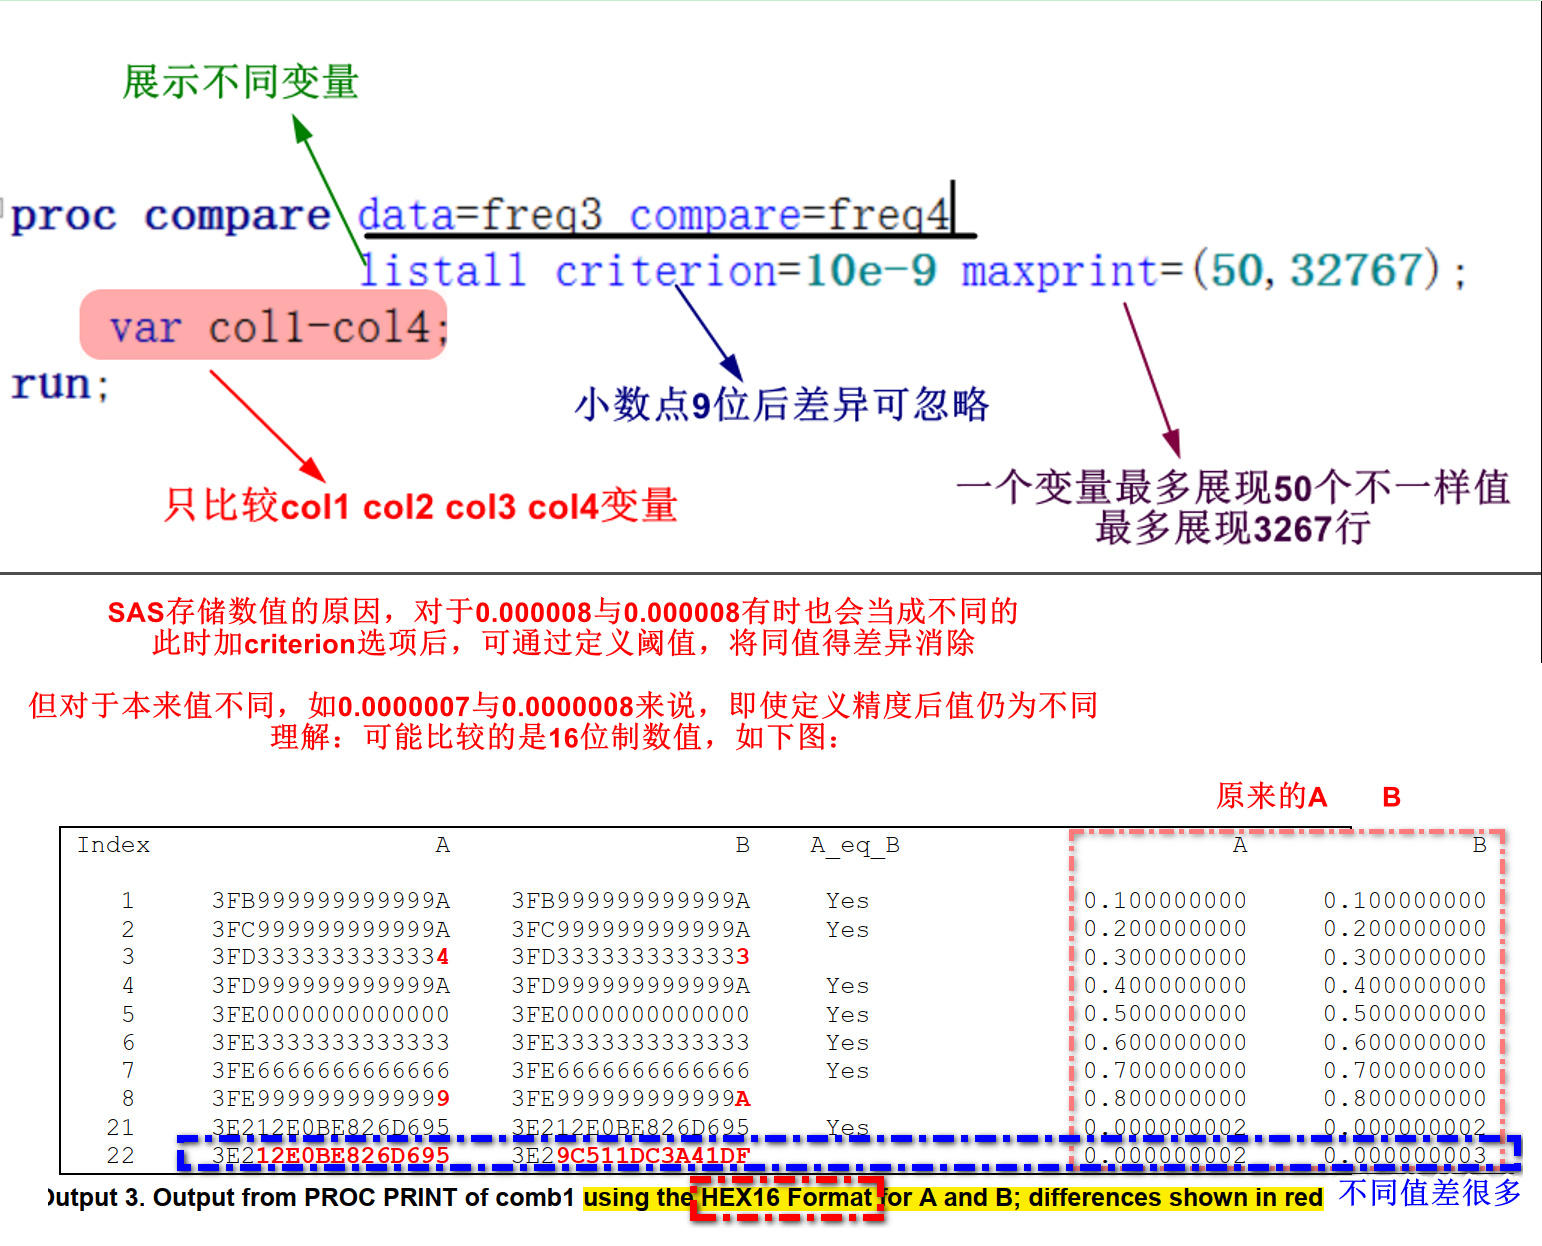 展示不同变量
proc compare data=freq3 compare=freq4
listall criterion=10e-9 maxprint=(50,32767);
var col1-col4;
run;
小数点9位后差异可忽略
只比较col1 col2 col3 col4变量
一个变量最多展现50个不一样值
最多展现3267行
SAS存储数值的原因，对于0.000008与0.000008有时也会当成不同的
此时加criterion选项后，可通过定义阈值，将同值得差异消除
但对于本来值不同，如0.0000007与0.0000008来说，即使定义精度后值仍为不同
理解：可能比较的是16位制数值，如下图：
原来的A B
Index A B A_eq_B A B
1 3FB999999999999A 3FB999999999999A Yes 0.100000000 0.100000000
2 3FC999999999999A 3FC999999999999A Yes 0.200000000 0.200000000
3 3FD3333333333334 3FD3333333333333 0.300000000 0.300000000
4 3FD999999999999A 3FD999999999999A Yes 0.400000000 0.400000000
5 3FE0000000000000 3FE0000000000000 Yes 0.500000000 0.500000000
6 3FE3333333333333 3FE3333333333333 Yes 0.600000000 0.600000000
7 3FE6666666666666 3FE6666666666666 Yes 0.700000000 0.700000000
8 3FE9999999999999 3FE999999999999A 0.800000000 0.800000000
21 3E212E0BE826D695 3E212E0BE826D695 Yes 0.000000002 0.000000002
22 3E212E0BE826D695 3E29C511DC3A41DF 0.000000002 0.000000003
Output 3. Output from PROC PRINT of comb1 using the HEX16 Format for A and B; differences shown in red 不同值差很多